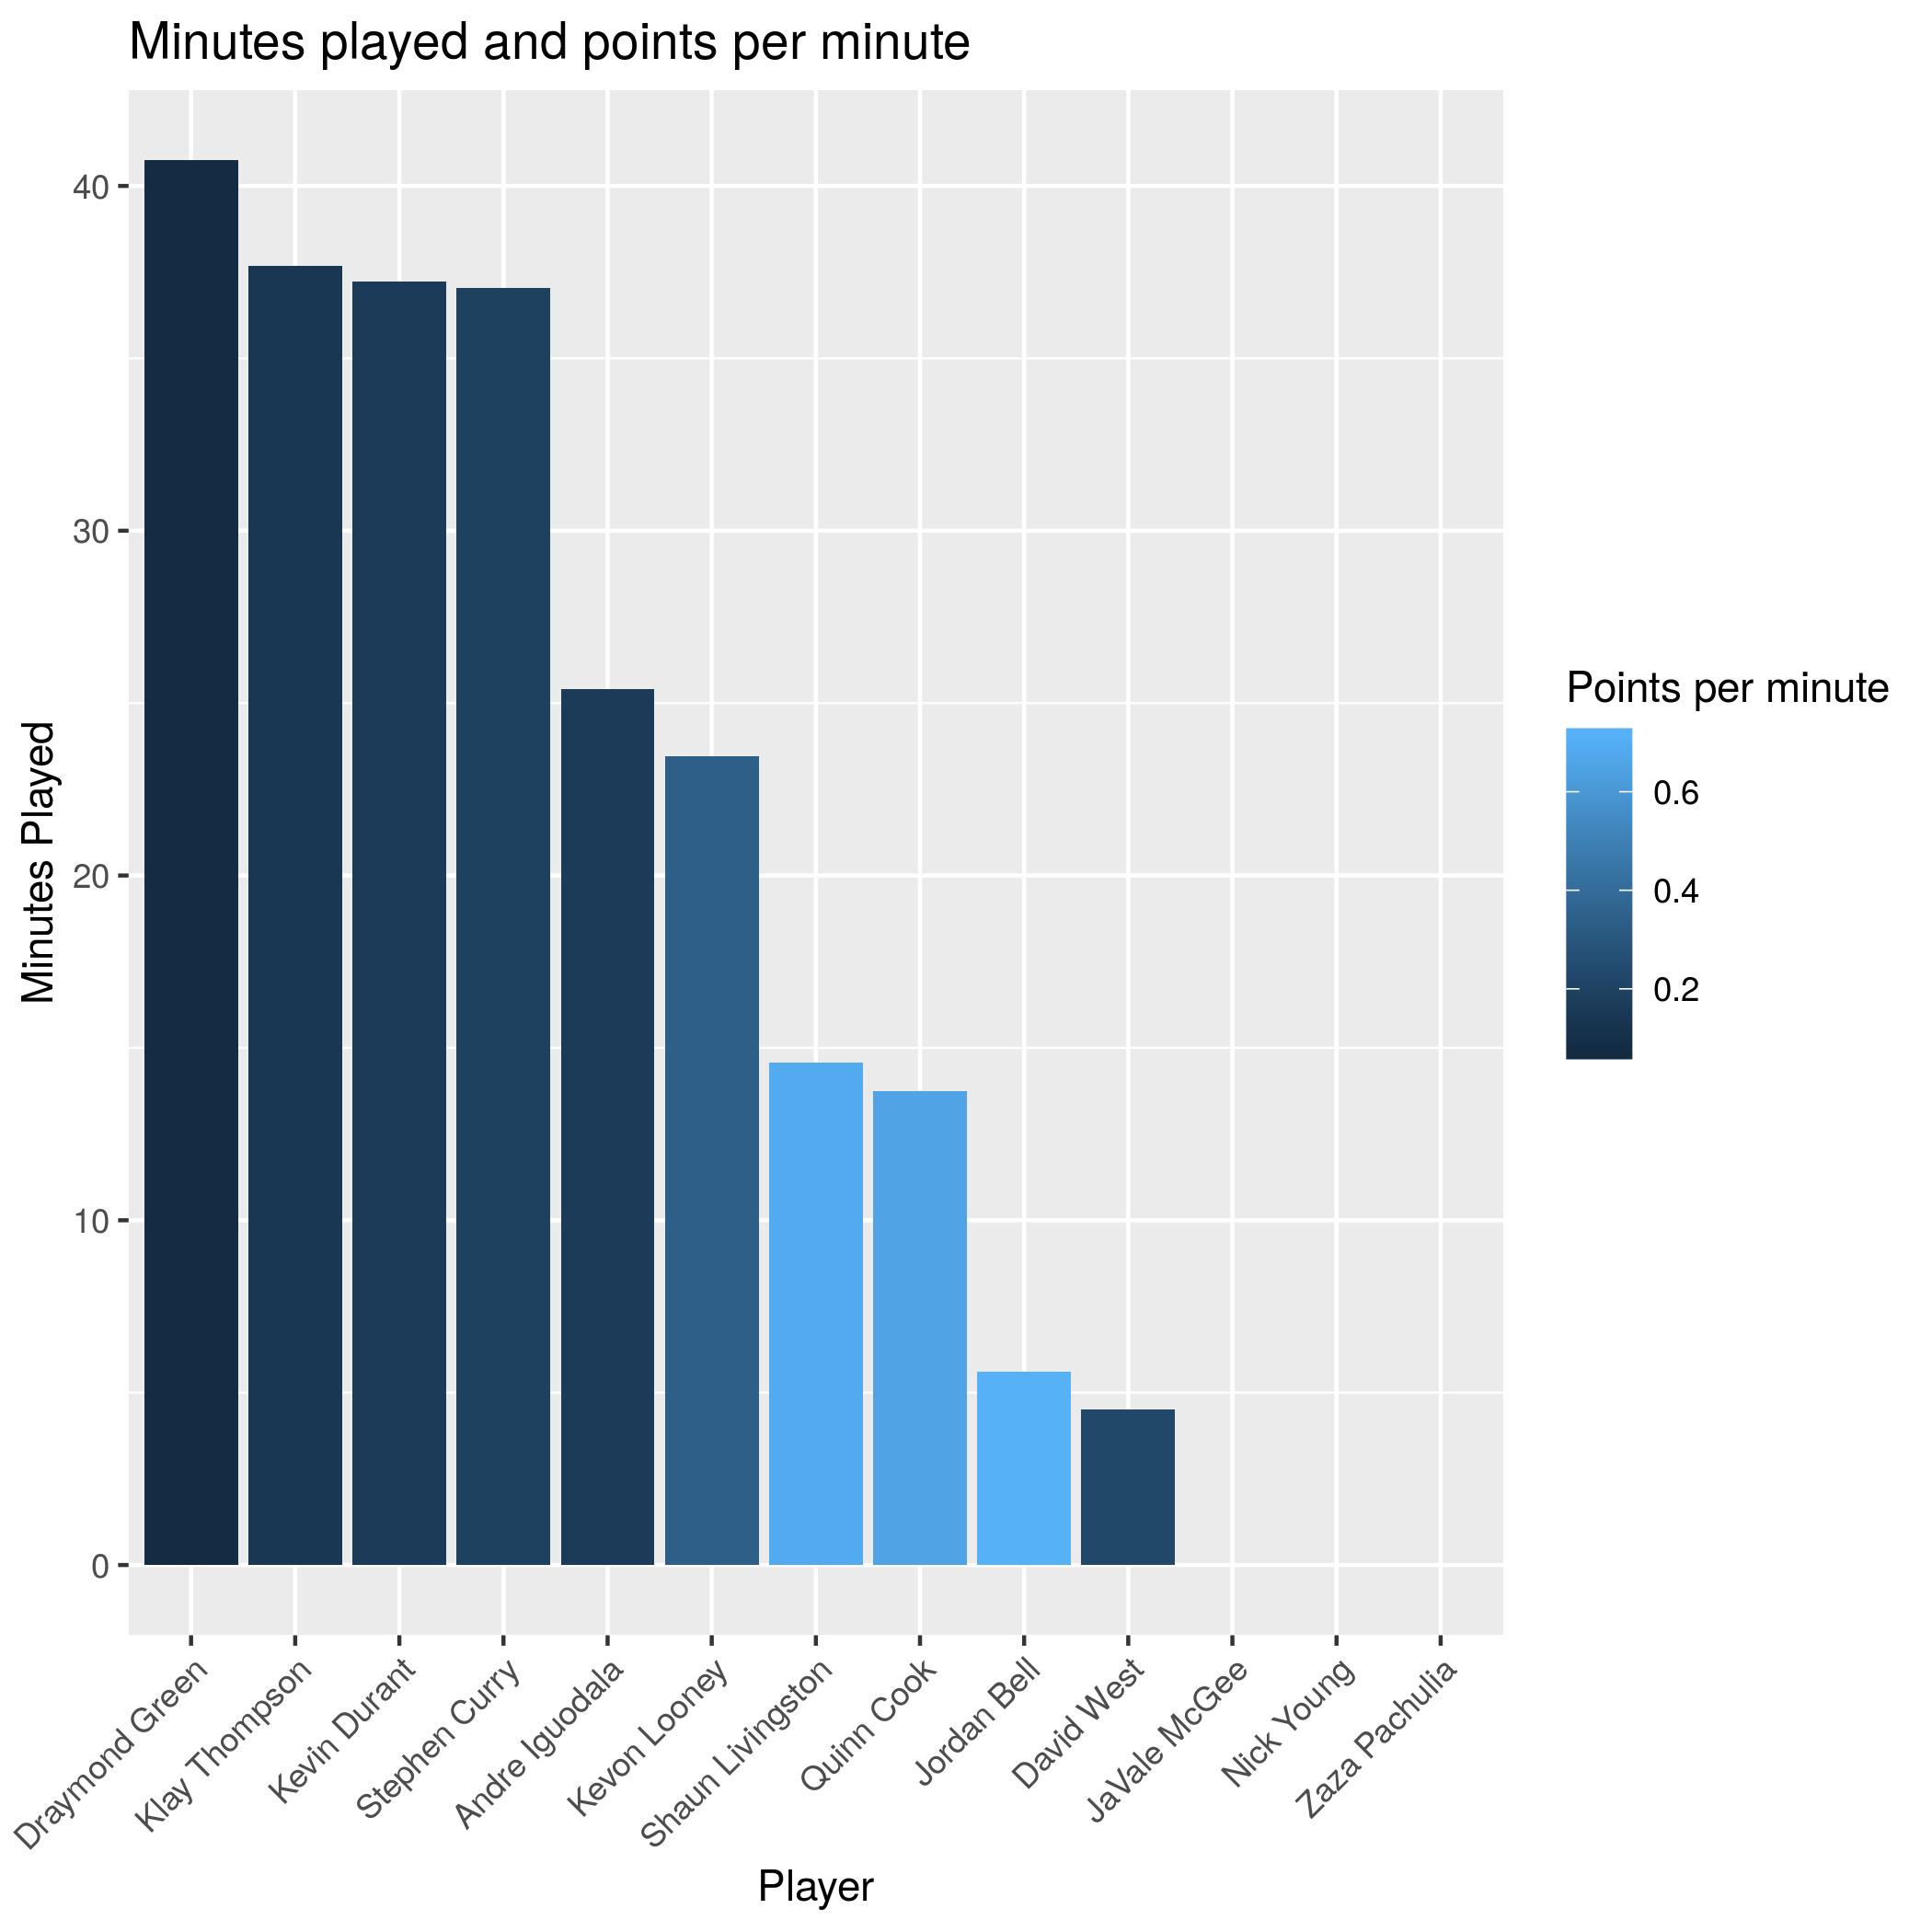 Minutes played and points per minute
Minutes Played
40
30
20
10
0
Draymond Green
Klay Thompson
Kevin Durant
Stephen Curry
Andre Iguodala
Kevon Looney
Shaun Livingston
Quinn Cook
Jordan Bell
David West
JaVale McGee
Nick Young
Zaza Pachulia
Player
Points per minute
0.6
0.4
0.2